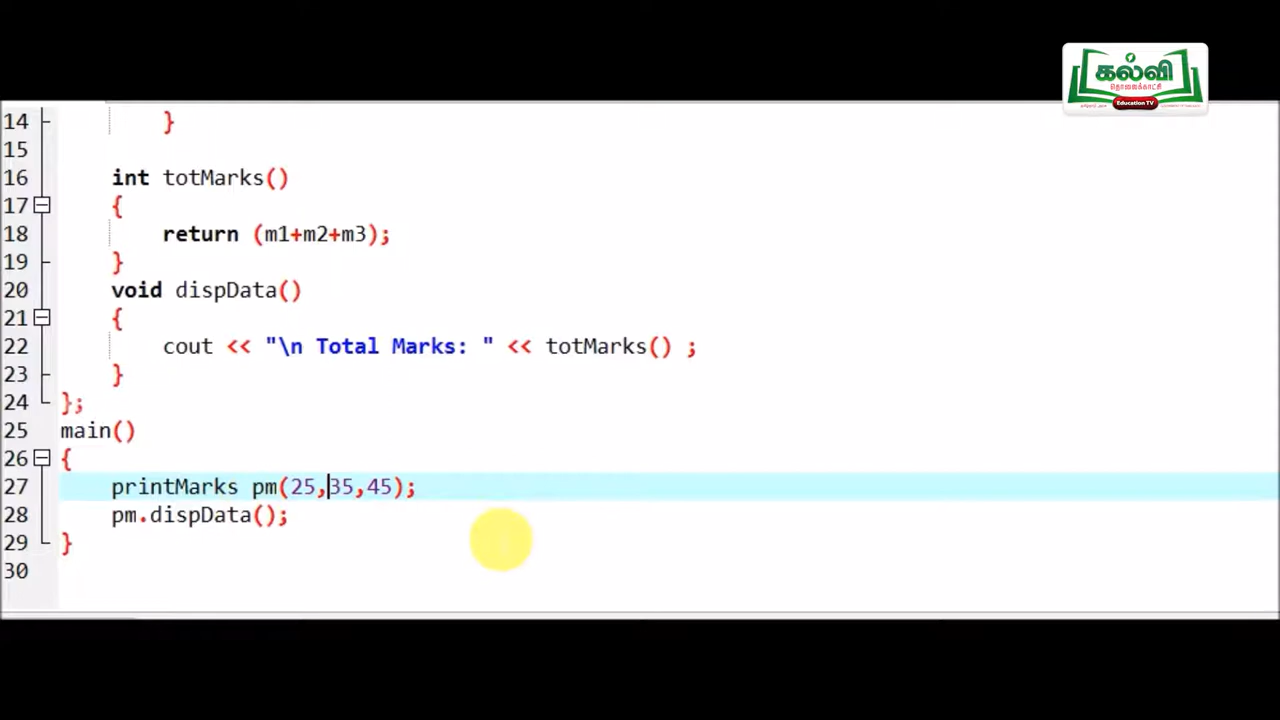 கல்வி
தொலைக்காட்சி
Education TV
14 }
15
16 int totMarks()
17 {
18 return (m1+m2+m3);
19 }
20 void dispData()
21 {
22 cout << "\n Total Marks: " << totMarks() ;
23 }
24 };
25 main()
26 {
27 printMarks pm(25,35,45);
28 pm.dispData();
29 }
30